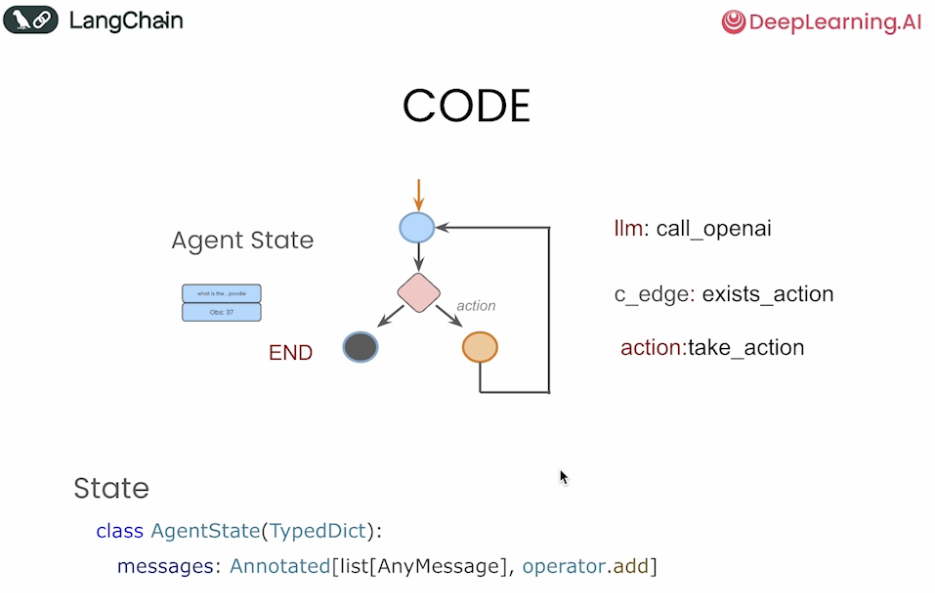 LangChain
DeepLearning.AI
CODE
Agent State
what is the ..poodle
Obs: 37
END
action
llm: call_openai
c_edge: exists_action
action:take_action
State
class AgentState(TypedDict):
messages: Annotated[list[AnyMessage], operator.add]